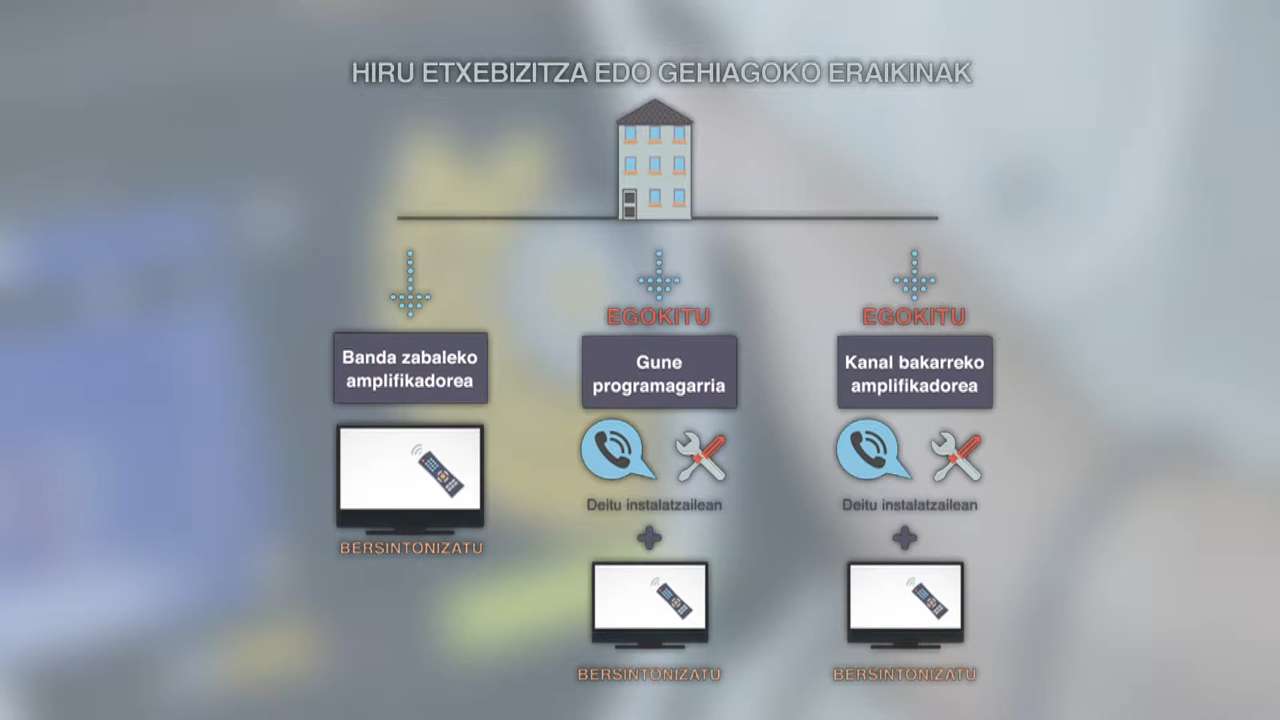 HIRU ETXEBIZITZA EDO GEHIAGOKO ERAIKINAK
Banda zabaleko
amplifikadorea
BERSINTONIZATU
EGOKITU
Gune
programagarria
Deitu instalatzailean
BERSINTONIZATU
EGOKITU
Kanal bakarreko
amplifikadorea
Deitu instalatzailean
BERSINTONIZATU